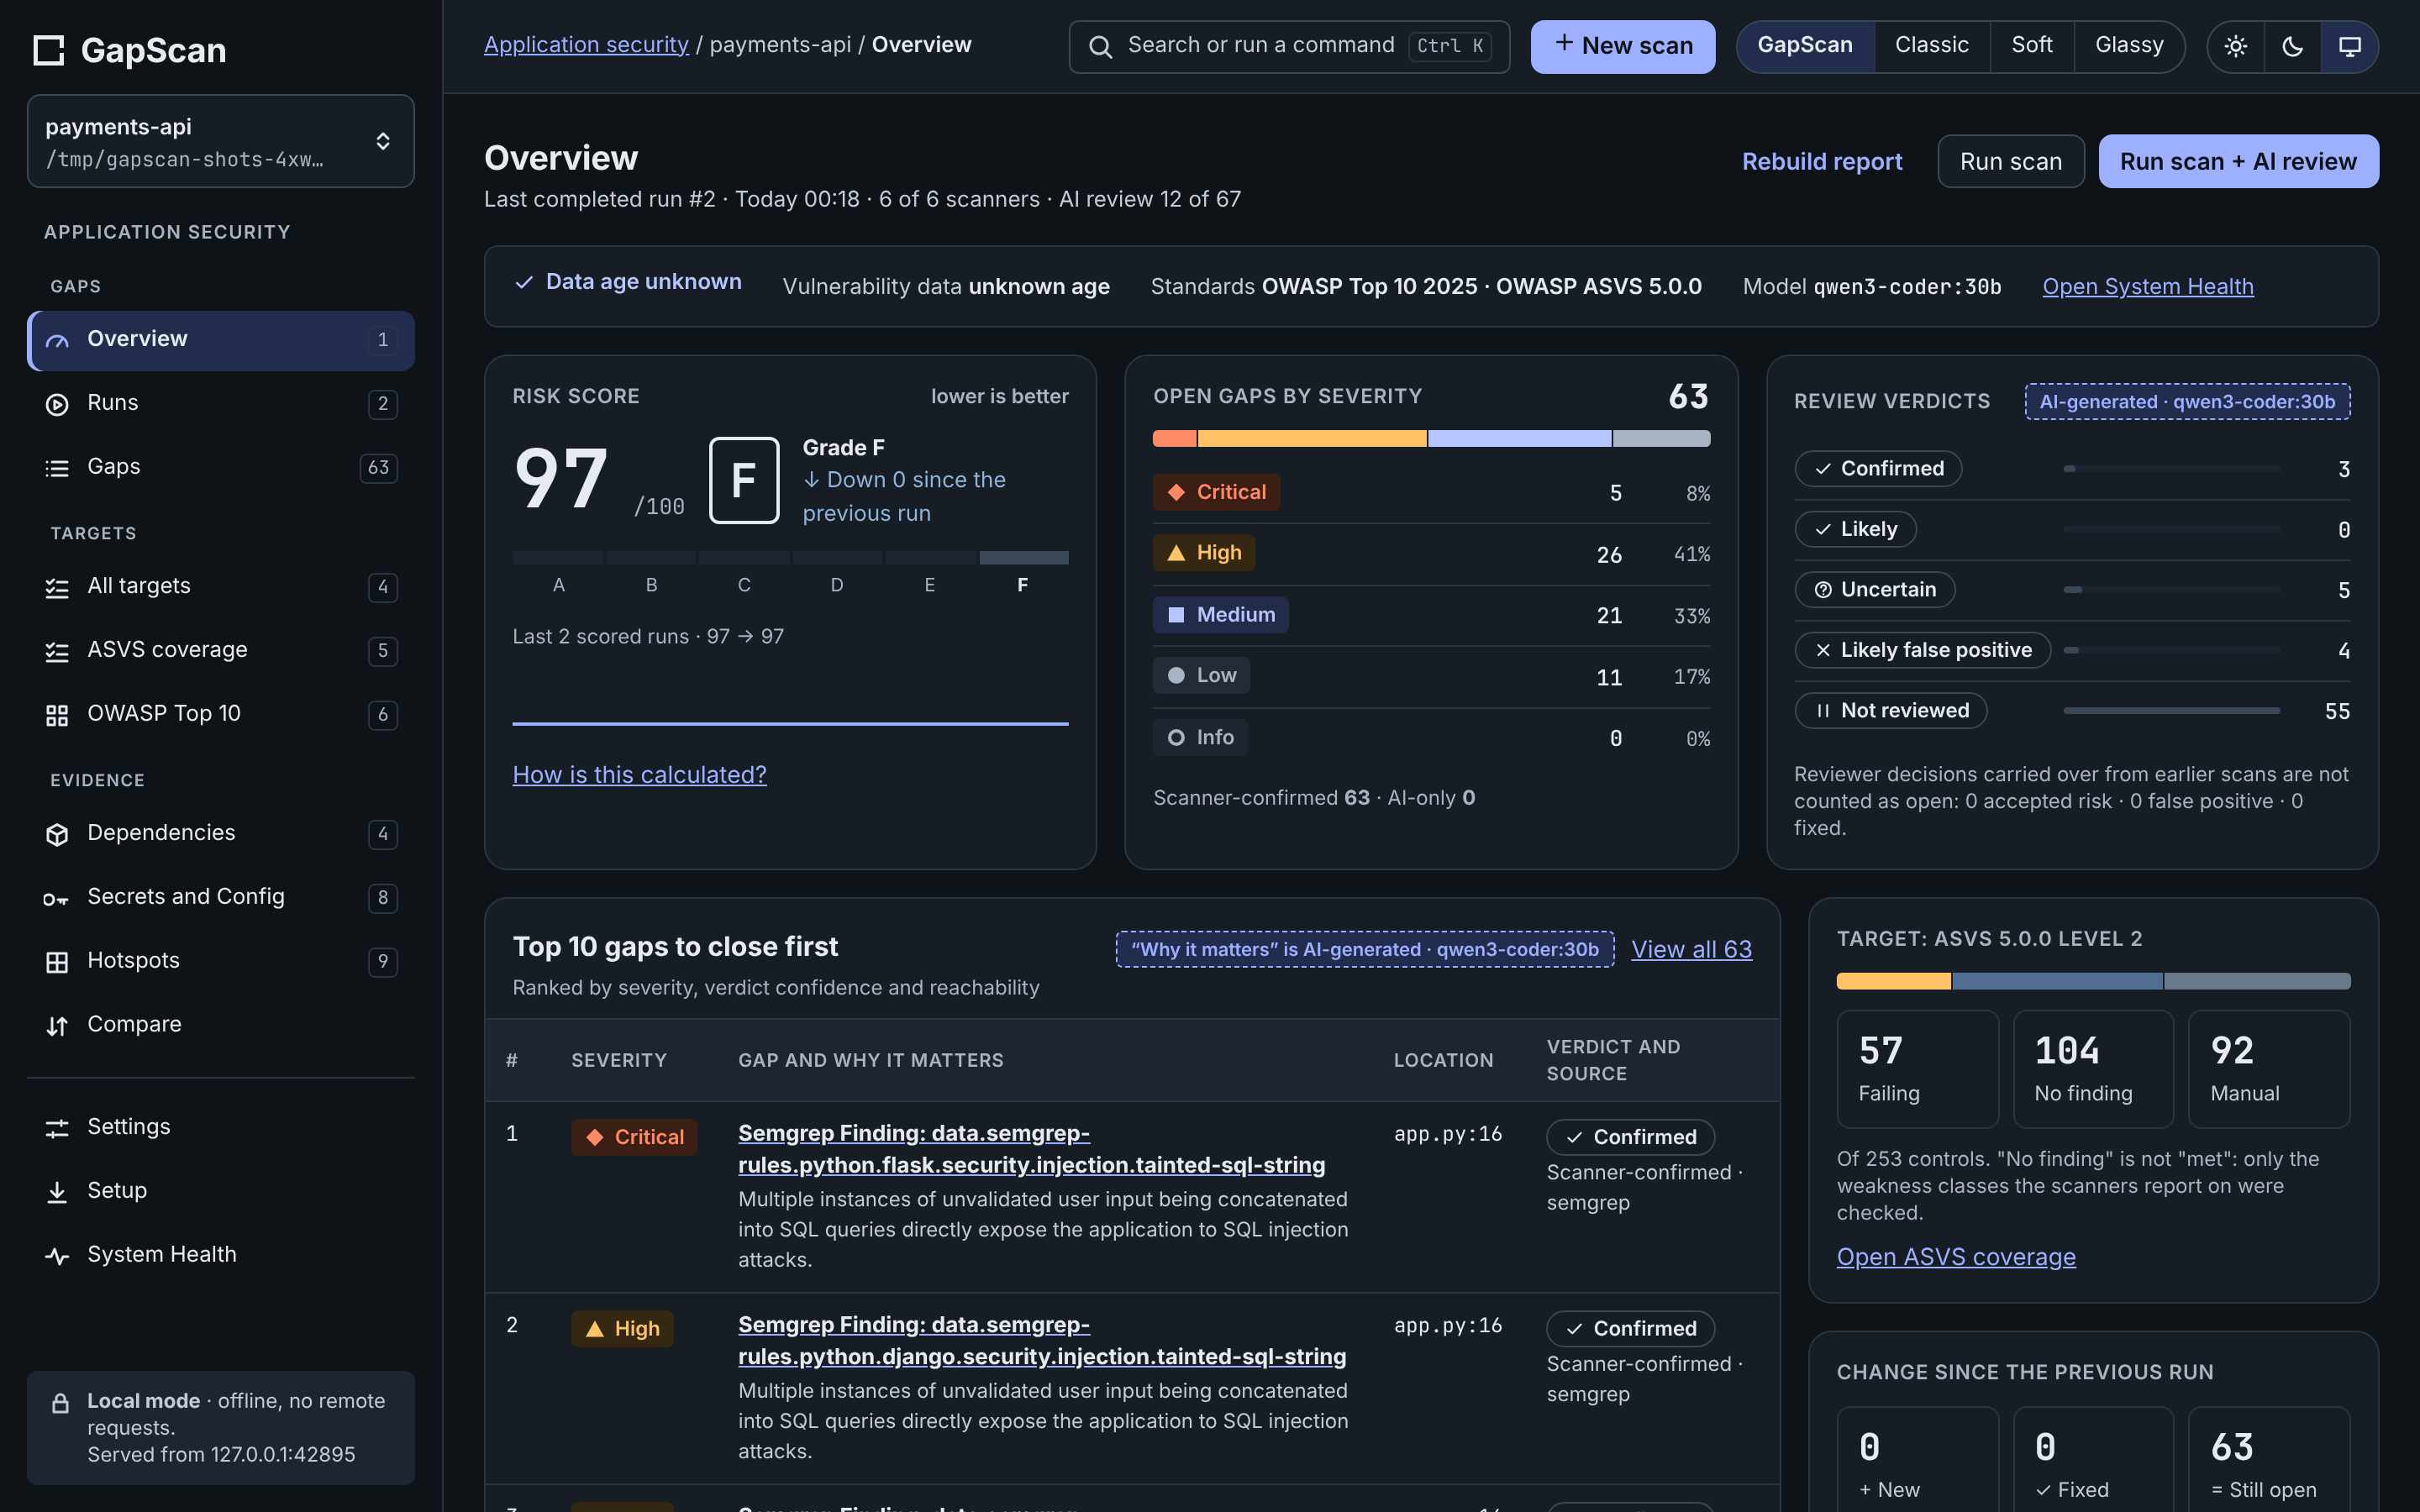 GapScan
payments-api
/tmp/gapscan-shots-4xw…
APPLICATION SECURITY
GAPS
Overview 1
Runs 2
Gaps 63
TARGETS
All targets 4
ASVS coverage 5
OWASP Top 10 6
EVIDENCE
Dependencies 4
Secrets and Config 8
Hotspots 9
Compare
Settings
Setup
System Health
Local mode · offline, no remote
requests.
Served from 127.0.0.1:42895
Application security / payments-api / Overview
Search or run a command Ctrl K
+ New scan
GapScan Classic Soft Glassy
Overview
Last completed run #2 · Today 00:18 · 6 of 6 scanners · AI review 12 of 67
Rebuild report Run scan Run scan + AI review
Data age unknown Vulnerability data unknown age Standards OWASP Top 10 2025 · OWASP ASVS 5.0.0 Model qwen3-coder:30b Open System Health
RISK SCORE lower is better
97 /100 F
Grade F
↓ Down 0 since the
previous run
A B C D E F
Last 2 scored runs · 97 → 97
How is this calculated?
OPEN GAPS BY SEVERITY 63
Critical 5 8%
High 26 41%
Medium 21 33%
Low 11 17%
Info 0 0%
Scanner-confirmed 63 · AI-only 0
REVIEW VERDICTS AI-generated · qwen3-coder:30b
Confirmed 3
Likely 0
Uncertain 5
Likely false positive 4
Not reviewed 55
Reviewer decisions carried over from earlier scans are not
counted as open: 0 accepted risk · 0 false positive · 0
fixed.
Top 10 gaps to close first
“Why it matters” is AI-generated · qwen3-coder:30b View all 63
Ranked by severity, verdict confidence and reachability
# SEVERITY GAP AND WHY IT MATTERS LOCATION VERDICT AND
SOURCE
1 Critical Semgrep Finding: data.semgrep-
rules.python.flask.security.injection.tainted-sql-string
Multiple instances of unvalidated user input being concatenated
into SQL queries directly expose the application to SQL injection
attacks.
app.py:16
Confirmed
Scanner-confirmed ·
semgrep
2 High Semgrep Finding: data.semgrep-
rules.python.django.security.injection.tainted-sql-string
Multiple instances of unvalidated user input being concatenated
into SQL queries directly expose the application to SQL injection
attacks.
app.py:16
Confirmed
Scanner-confirmed ·
semgrep
TARGET: ASVS 5.0.0 LEVEL 2
57 104 92
Failing No finding Manual
Of 253 controls. "No finding" is not "met": only the
weakness classes the scanners report on were
checked.
Open ASVS coverage
CHANGE SINCE THE PREVIOUS RUN
0 0 63
+ New ✓ Fixed = Still open